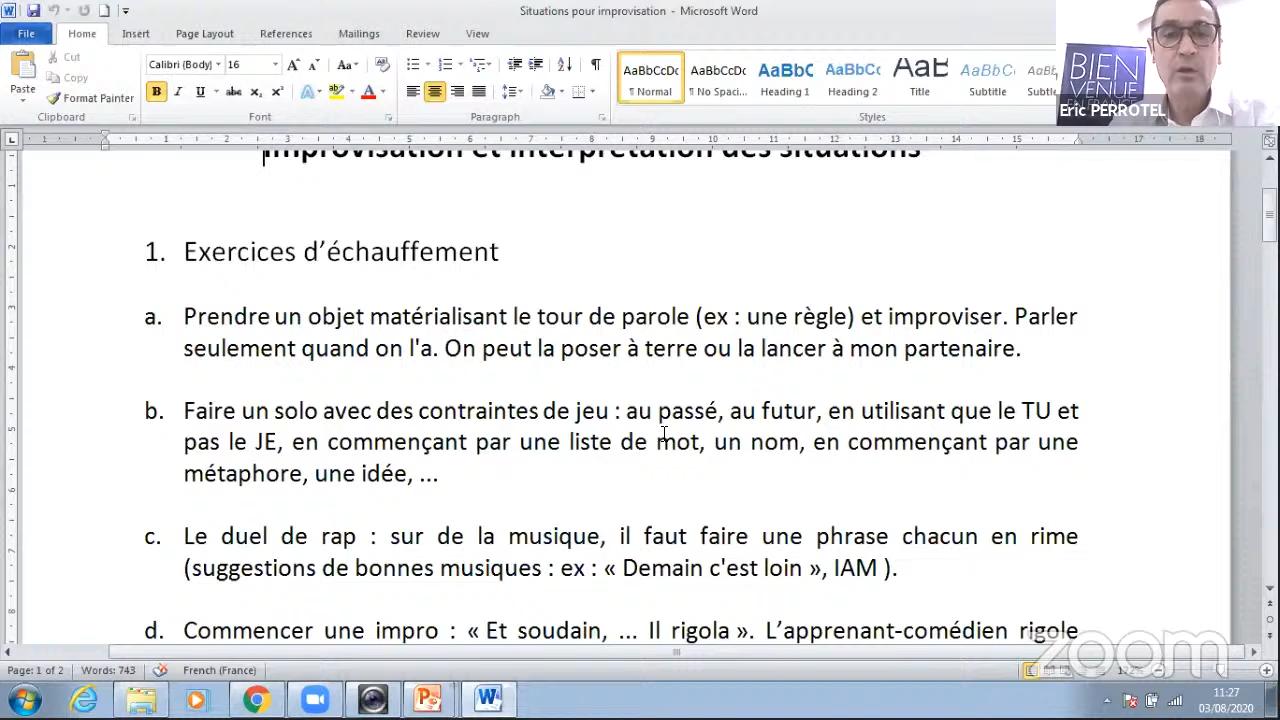 Situations pour improvisation - Microsoft Word
File Home Insert Page Layout References Mailings Review View
Paste Cut Copy Format Painter
Clipboard
Calibri (Body) 16
Font
Paragraph
AaBbCcDc AaBbCcDc AaBbC AaBbCc AaB AaBbCc
¶ Normal ¶ No Spaci... Heading 1 Heading 2 Title Subtitle
Styles
BIEN
VENUE
EN FRANCE
Eric PERROTEL
Improvisation et interprétation des situations
1. Exercices d’échauffement
a. Prendre un objet matérialisant le tour de parole (ex : une règle) et improviser. Parler
seulement quand on l'a. On peut la poser à terre ou la lancer à mon partenaire.
b. Faire un solo avec des contraintes de jeu : au passé, au futur, en utilisant que le TU et
pas le JE, en commençant par une liste de mot, un nom, en commençant par une
métaphore, une idée, ...
c. Le duel de rap : sur de la musique, il faut faire une phrase chacun en rime
(suggestions de bonnes musiques : ex : « Demain c'est loin », IAM ).
d. Commencer une impro : « Et soudain, ... Il rigola ». L’apprenant-comédien rigole
zoom
Page: 1 of 2 Words: 743 French (France)
11:27
03/08/2020